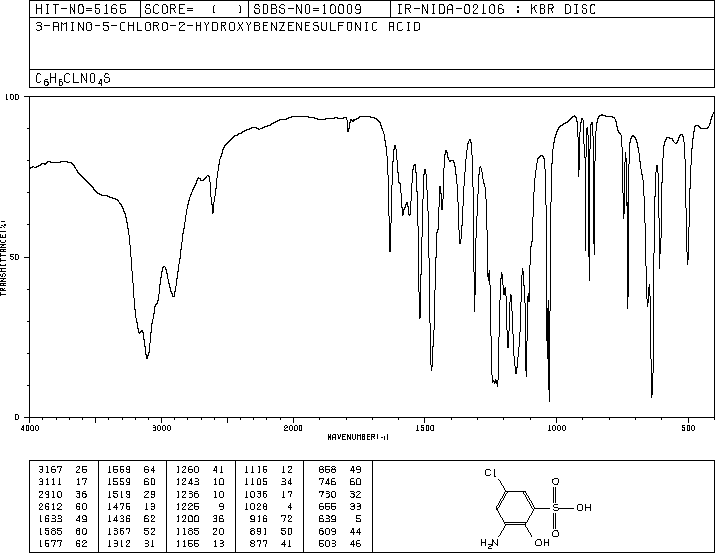 HIT-NO=5165 SCORE= ( ) SDBS-NO=10009 IR-NIDA-02106 : KBR DISC
3-AMINO-5-CHLORO-2-HYDROXYBENZENESULFONIC ACID
C6H6CLNO4S
100
50
0
TRANSMITTANCE(%)
4000 3000 2000 1500 1000 500
WAVENUMBER(-1)
3167 25 1569 64 1260 41 1115 12 858 49
3111 17 1559 60 1243 10 1105 34 746 60
2910 36 1519 29 1236 10 1036 17 730 32
2612 60 1476 13 1225 9 1028 4 655 33
1633 49 1436 62 1200 36 916 72 639 5
1585 60 1367 52 1185 20 891 50 609 44
1577 62 1312 31 1155 13 877 41 503 46
Cl
O
S OH
O
H2N OH